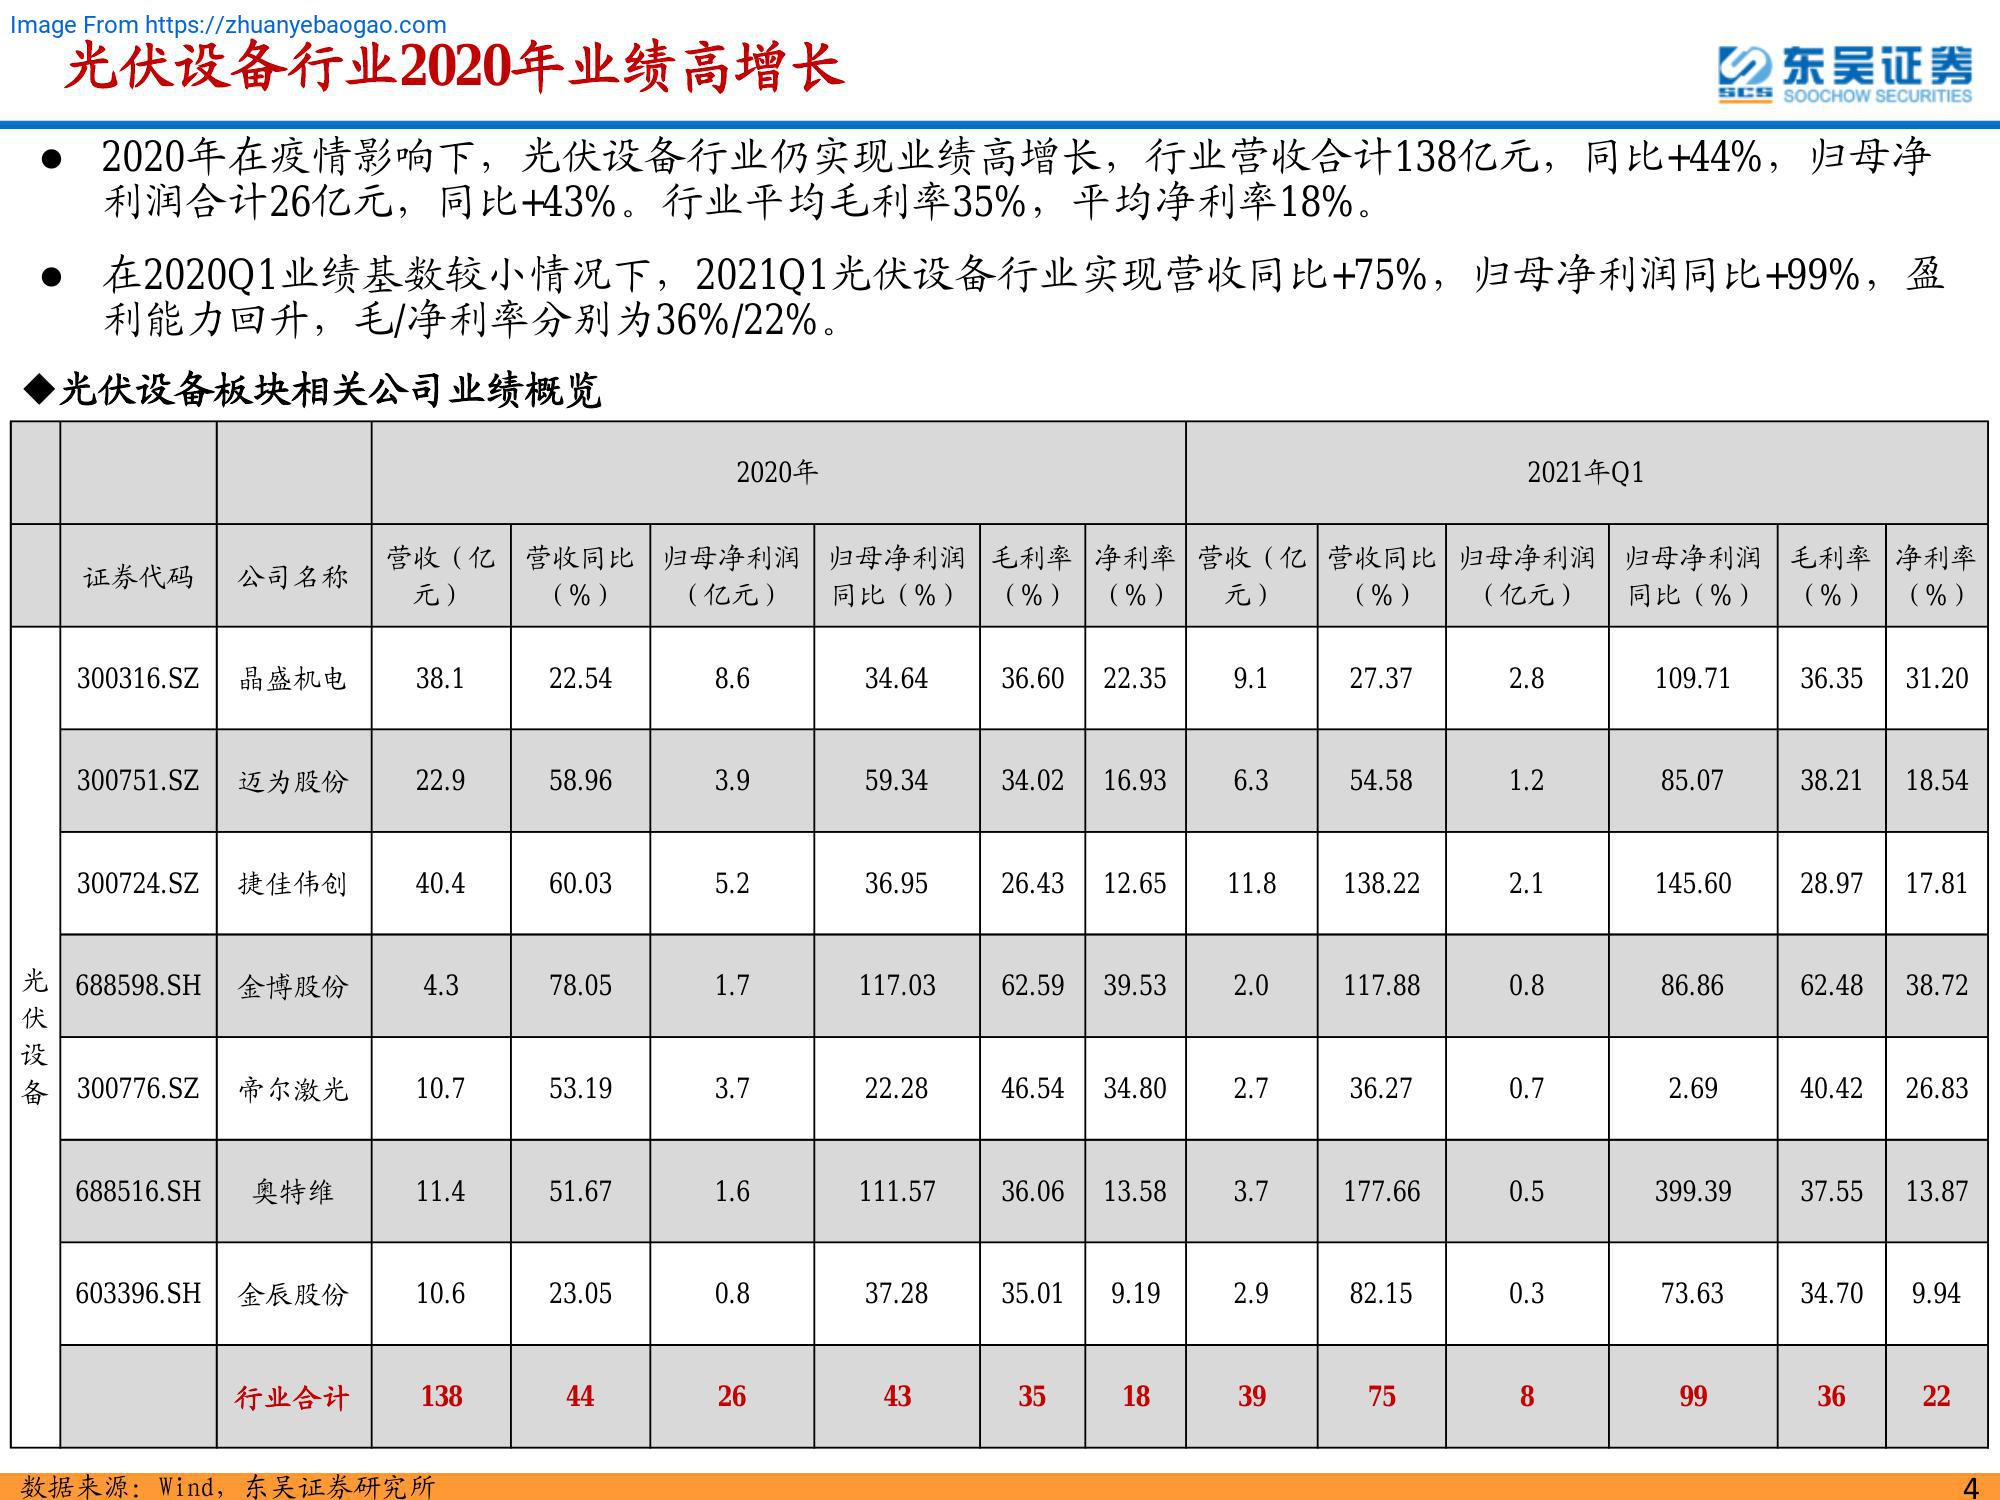 Image From https://zhuanyebaogao.com
光伏设备行业2020年业绩高增长
东吴证券
SCS SOOCHOW SECURITIES
● 2020年在疫情影响下，光伏设备行业仍实现业绩高增长，行业营收合计138亿元，同比+44%，归母净
利润合计26亿元，同比+43%。行业平均毛利率35%，平均净利率18%。
● 在2020Q1业绩基数较小情况下，2021Q1光伏设备行业实现营收同比+75%，归母净利润同比+99%，盈
利能力回升，毛/净利率分别为36%/22%。
◆光伏设备板块相关公司业绩概览
2020年 2021年Q1
证券代码 公司名称 营收（亿元） 营收同比（%） 归母净利润（亿元） 归母净利润同比（%） 毛利率（%） 净利率（%） 营收（亿元） 营收同比（%） 归母净利润（亿元） 归母净利润同比（%） 毛利率（%） 净利率（%）
光伏设备
300316.SZ 晶盛机电 38.1 22.54 8.6 34.64 36.60 22.35 9.1 27.37 2.8 109.71 36.35 31.20
300751.SZ 迈为股份 22.9 58.96 3.9 59.34 34.02 16.93 6.3 54.58 1.2 85.07 38.21 18.54
300724.SZ 捷佳伟创 40.4 60.03 5.2 36.95 26.43 12.65 11.8 138.22 2.1 145.60 28.97 17.81
688598.SH 金博股份 4.3 78.05 1.7 117.03 62.59 39.53 2.0 117.88 0.8 86.86 62.48 38.72
300776.SZ 帝尔激光 10.7 53.19 3.7 22.28 46.54 34.80 2.7 36.27 0.7 2.69 40.42 26.83
688516.SH 奥特维 11.4 51.67 1.6 111.57 36.06 13.58 3.7 177.66 0.5 399.39 37.55 13.87
603396.SH 金辰股份 10.6 23.05 0.8 37.28 35.01 9.19 2.9 82.15 0.3 73.63 34.70 9.94
行业合计 138 44 26 43 35 18 39 75 8 99 36 22
数据来源：Wind，东吴证券研究所
4